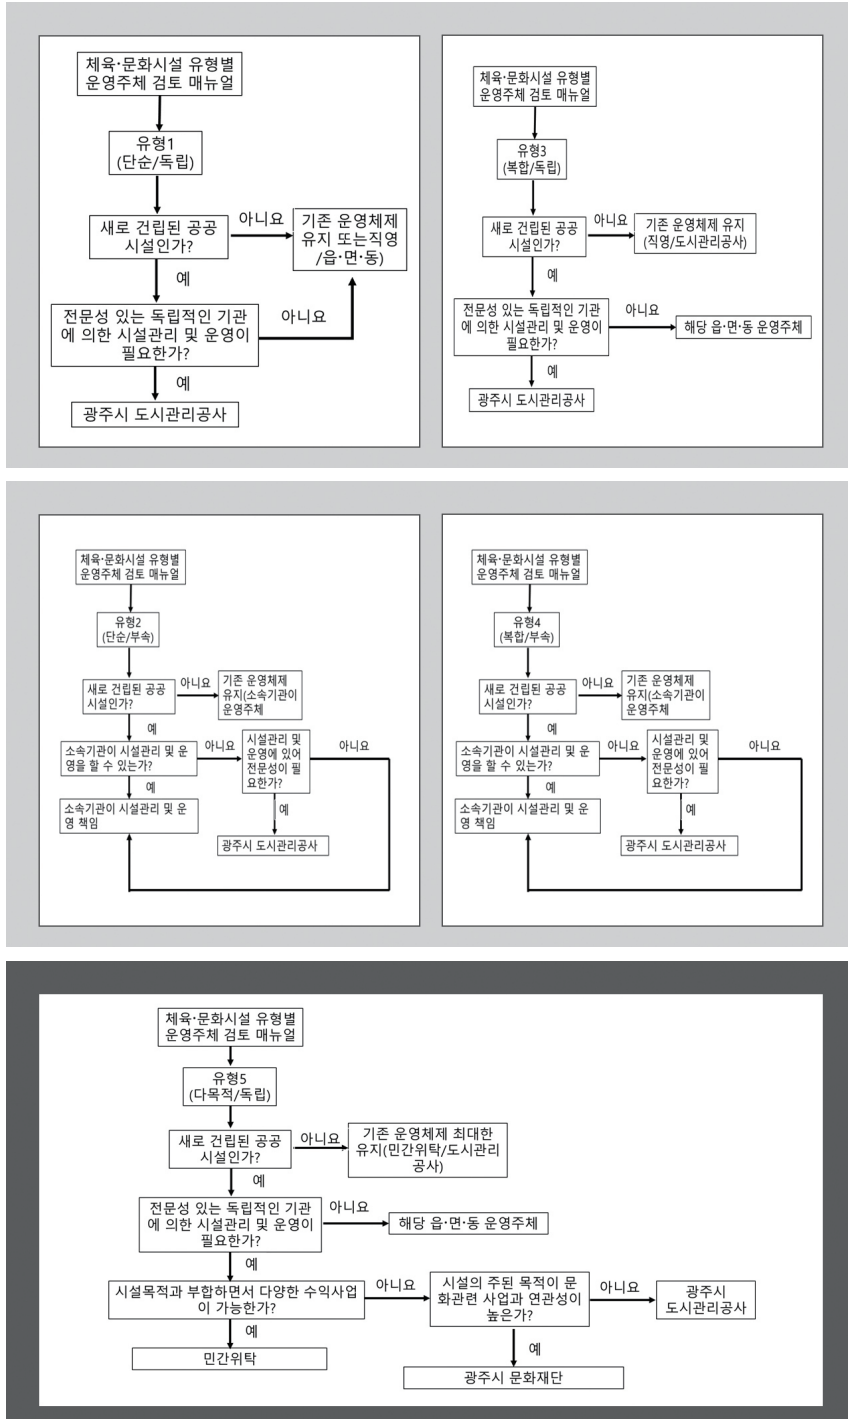 체육·문화시설 유형별
운영주체 검토 매뉴얼
유형1
(단순/독립)
새로 건립된 공공
시설인가?
아니요
기존 운영체제
유지 또는직영
/읍·면·동)
예
전문성 있는 독립적인 기관
에 의한 시설관리 및 운영이
필요한가?
아니요
예
광주시 도시관리공사
체육·문화시설 유형별
운영주체 검토 매뉴얼
유형3
(복합/독립)
새로 건립된 공공
시설인가?
아니요
기존 운영체제 유지
(직영/도시관리공사)
예
전문성 있는 독립적인 기관
에 의한 시설관리 및 운영이
필요한가?
아니요
해당 읍·면·동 운영주체
예
광주시 도시관리공사
체육·문화시설 유형별
운영주체 검토 매뉴얼
유형2
(단순/부속)
새로 건립된 공공
시설인가?
아니요
기존 운영체제
유지(소속기관이
운영주체
예
소속기관이 시설관리 및 운
영을 할 수 있는가?
아니요
시설관리 및
운영에 있어
전문성이 필
요한가?
아니요
예
소속기관이 시설관리 및 운
영 책임
예
광주시 도시관리공사
체육·문화시설 유형별
운영주체 검토 매뉴얼
유형4
(복합/부속)
새로 건립된 공공
시설인가?
아니요
기존 운영체제
유지(소속기관이
운영주체
예
소속기관이 시설관리 및 운
영을 할 수 있는가?
아니요
시설관리 및
운영에 있어
전문성이 필
요한가?
아니요
예
소속기관이 시설관리 및 운
영 책임
예
광주시 도시관리공사
체육·문화시설 유형별
운영주체 검토 매뉴얼
유형5
(다목적/독립)
새로 건립된 공공
시설인가?
아니요
기존 운영체제 최대한
유지(민간위탁/도시관리
공사)
예
전문성 있는 독립적인 기관
에 의한 시설관리 및 운영이
필요한가?
아니요
해당 읍·면·동 운영주체
예
시설목적과 부합하면서 다양한 수익사업
이 가능한가?
아니요
시설의 주된 목적이 문
화관련 사업과 연관성이
높은가?
아니요
광주시
도시관리공사
예
민간위탁
예
광주시 문화재단